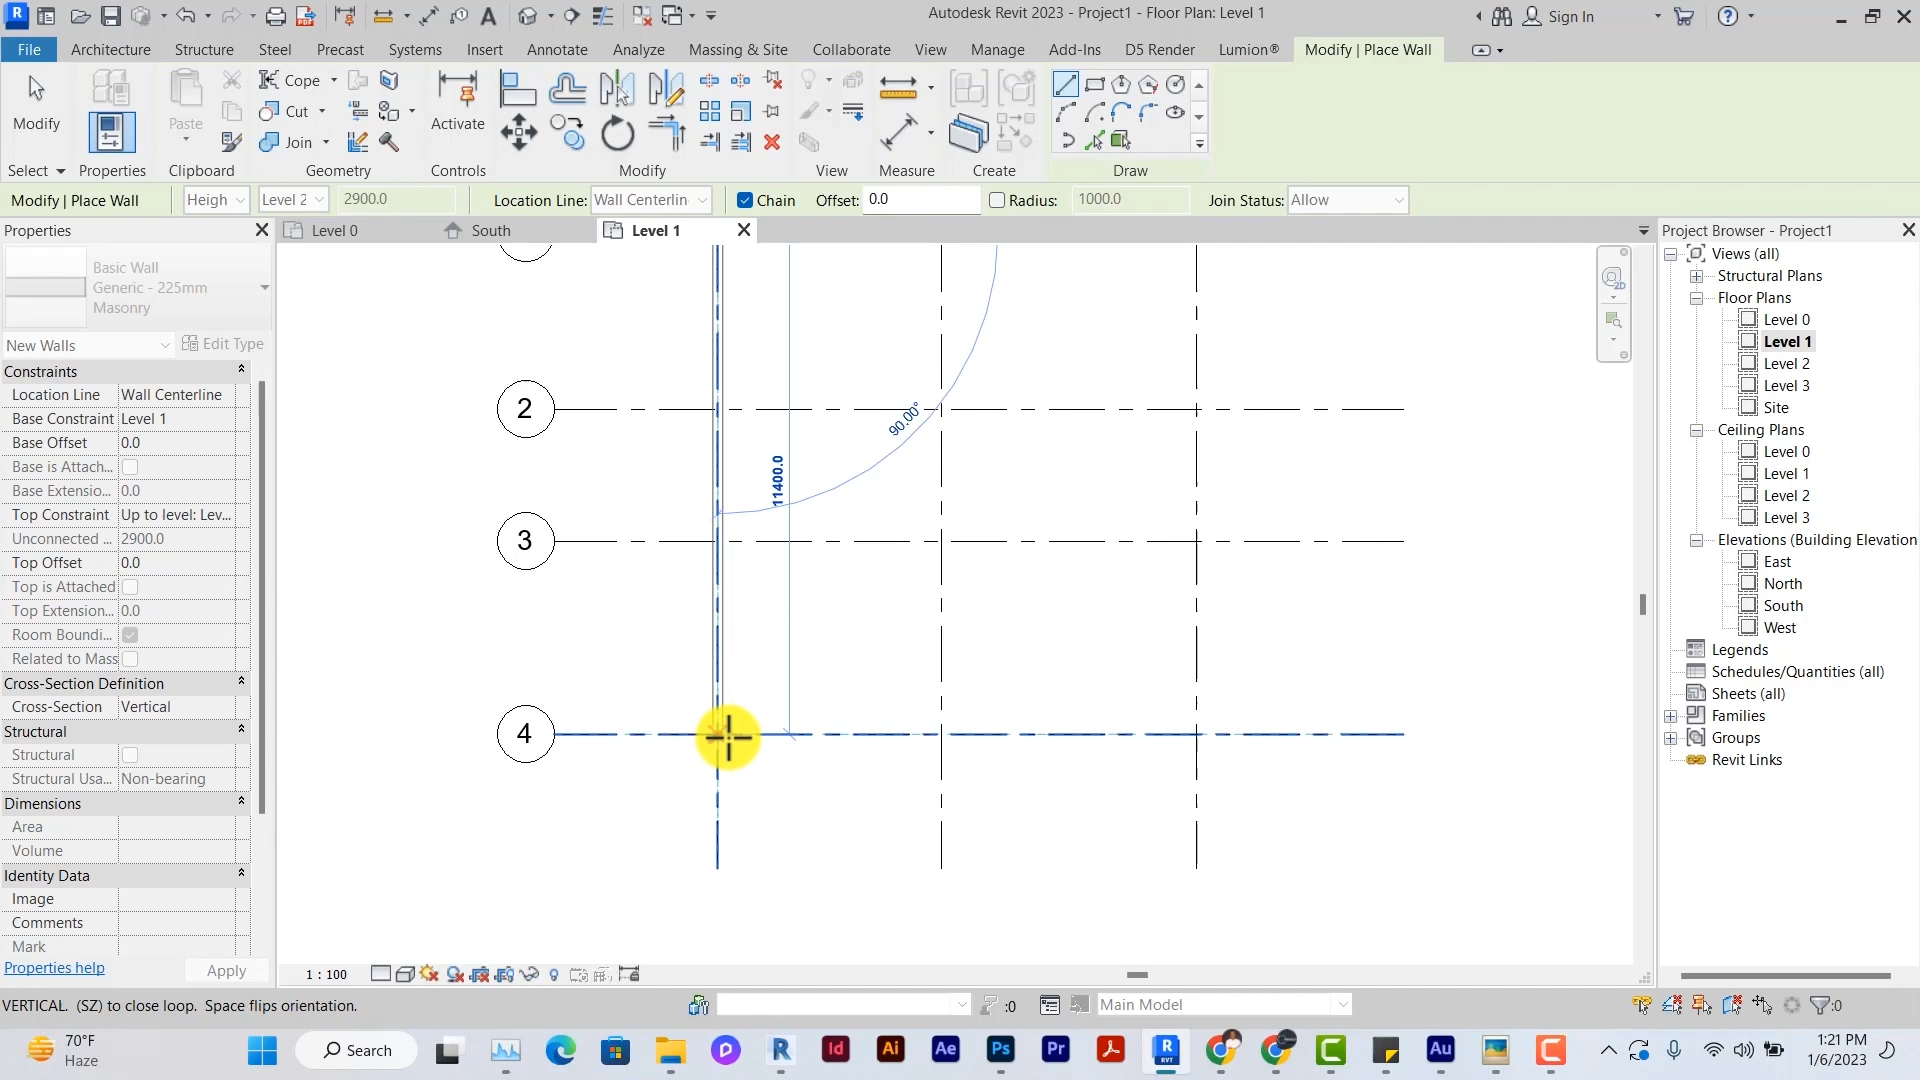 Autodesk Revit 2023 - Project1 - Floor Plan: Level 1
Sign In
File
Architecture
Structure
Steel
Precast
Systems
Insert
Annotate
Analyze
Massing & Site
Collaborate
View
Manage
Add-Ins
D5 Render
Lumion®
Modify | Place Wall
Modify
Paste
Cope
Cut
Join
Activate
Select
Properties
Clipboard
Geometry
Controls
Modify
View
Measure
Create
Draw
Modify | Place Wall
Heigh
Level 2
2900.0
Location Line:
Wall Centerlin
Chain
Offset:
0.0
Radius:
1000.0
Join Status:
Allow
Properties
Level 0
South
Level 1
Project Browser - Project1
Basic Wall
Generic - 225mm
Masonry
New Walls
Edit Type
Constraints
Location Line Wall Centerline
Base Constraint Level 1
Base Offset 0.0
Base is Attach...
Base Extensio... 0.0
Top Constraint Up to level: Lev...
Unconnected ... 2900.0
Top Offset 0.0
Top is Attached
Top Extension... 0.0
Room Boundi...
Related to Mass
Cross-Section Definition
Cross-Section Vertical
Structural
Structural
Structural Usa... Non-bearing
Dimensions
Area
Volume
Identity Data
Image
Comments
Mark
Properties help
Apply
2
3
4
90.00°
11400.0
1 : 100
Views (all)
Structural Plans
Floor Plans
Level 0
Level 1
Level 2
Level 3
Site
Ceiling Plans
Level 0
Level 1
Level 2
Level 3
Elevations (Building Elevation
East
North
South
West
Legends
Schedules/Quantities (all)
Sheets (all)
Families
Groups
Revit Links
VERTICAL. (SZ) to close loop. Space flips orientation.
:0
Main Model
:0
70°F
Haze
Search
Id
Ai
Ae
Ps
Pr
R
RVT
Au
1:21 PM
1/6/2023